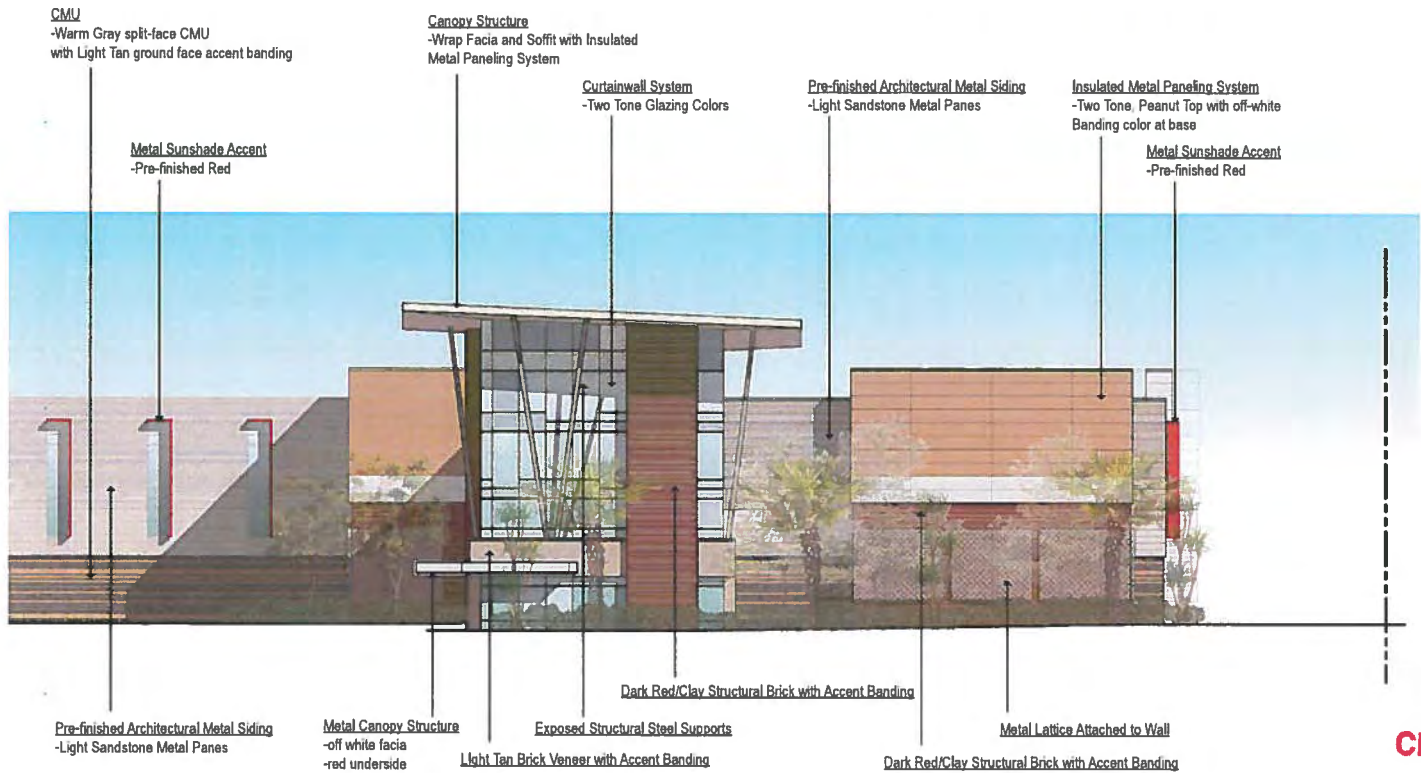 CMU
-Warm Gray split-face CMU
with Light Tan ground face accent banding
Canopy Structure
-Wrap Facia and Soffit with Insulated
Metal Paneling System
Curtainwall System
-Two Tone Glazing Colors
Pre-finished Architectural Metal Siding
-Light Sandstone Metal Panes
Insulated Metal Paneling System
-Two Tone, Peanut Top with off-white
Banding color at base
Metal Sunshade Accent
-Pre-finished Red
Metal Sunshade Accent
-Pre-finished Red
Dark Red/Clay Structural Brick with Accent Banding
Pre-finished Architectural Metal Siding
-Light Sandstone Metal Panes
Metal Canopy Structure
-off white facia
-red underside
Exposed Structural Steel Supports
Light Tan Brick Veneer with Accent Banding
Metal Lattice Attached to Wall
Dark Red/Clay Structural Brick with Accent Banding